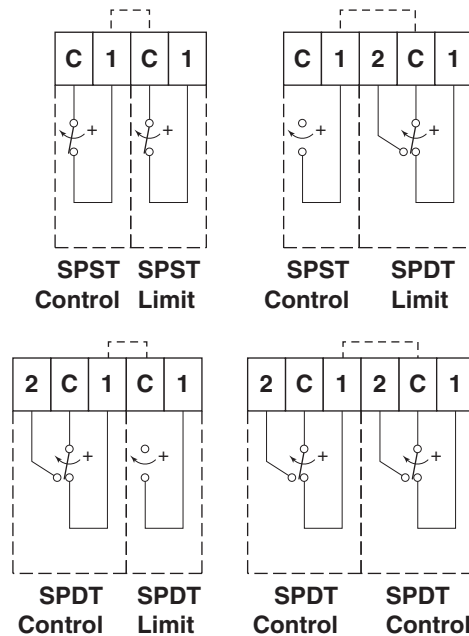 C 1 C 1
+ +
SPST SPST
Control Limit
C 1 2 C 1
+ +
SPST SPDT
Control Limit
2 C 1 C 1
+ +
SPDT SPDT
Control Limit
2 C 1 2 C 1
+ +
SPDT SPDT
Control Control